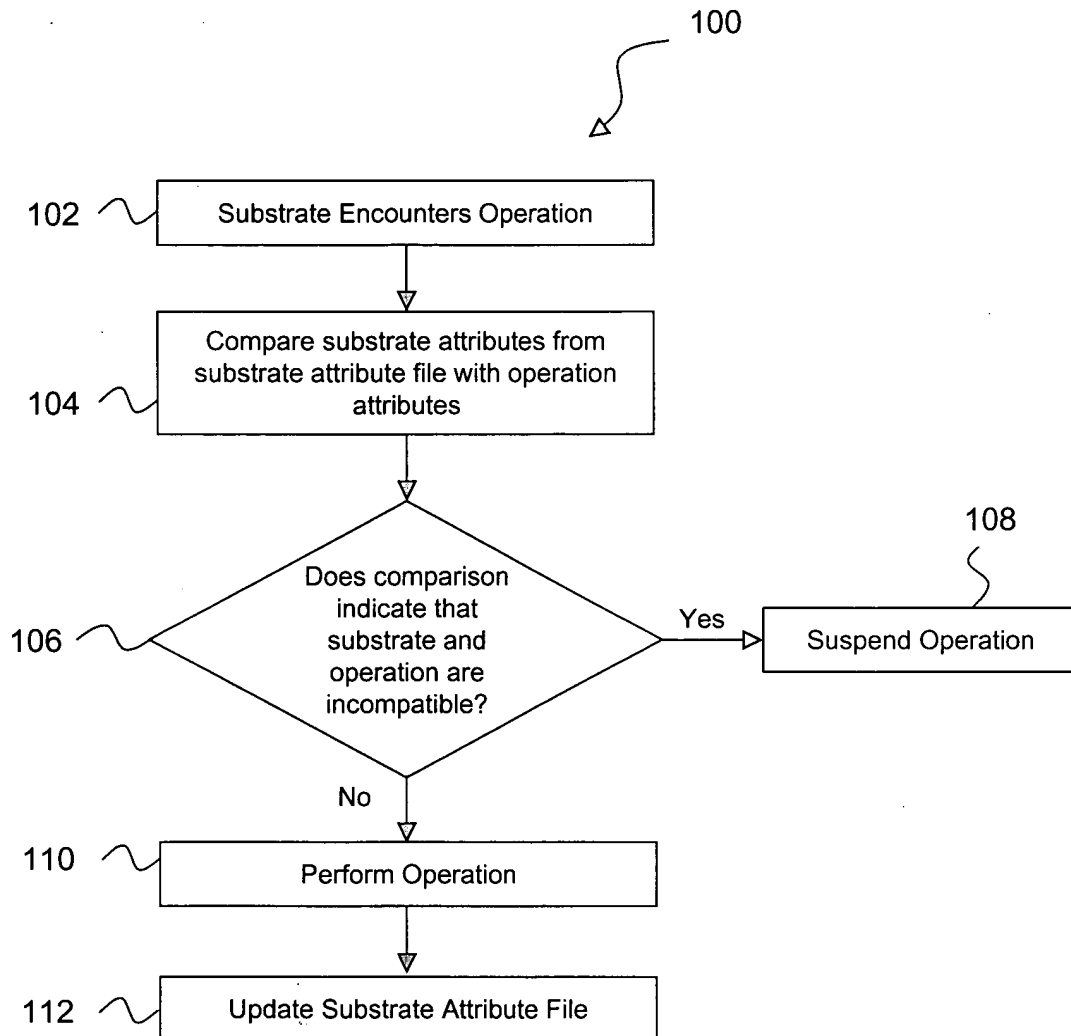 100
102
Substrate Encounters Operation
104
Compare substrate attributes from
substrate attribute file with operation
attributes
106
Does comparison
indicate that
substrate and
operation are
incompatible?
Yes
108
Suspend Operation
No
110
Perform Operation
112
Update Substrate Attribute File